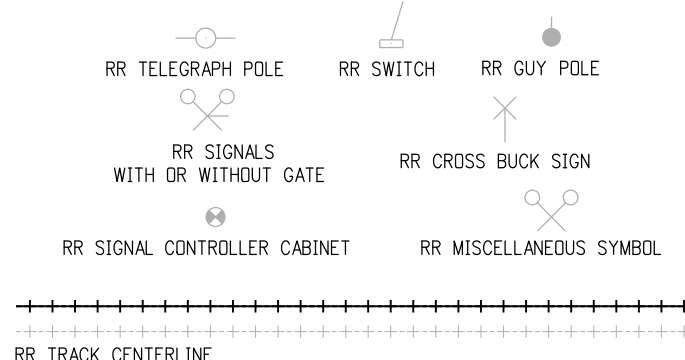 RR TELEGRAPH POLE
RR SWITCH
RR GUY POLE
RR SIGNALS
WITH OR WITHOUT GATE
RR CROSS BUCK SIGN
RR SIGNAL CONTROLLER CABINET
RR MISCELLANEOUS SYMBOL
RR TRACK CENTERLINE